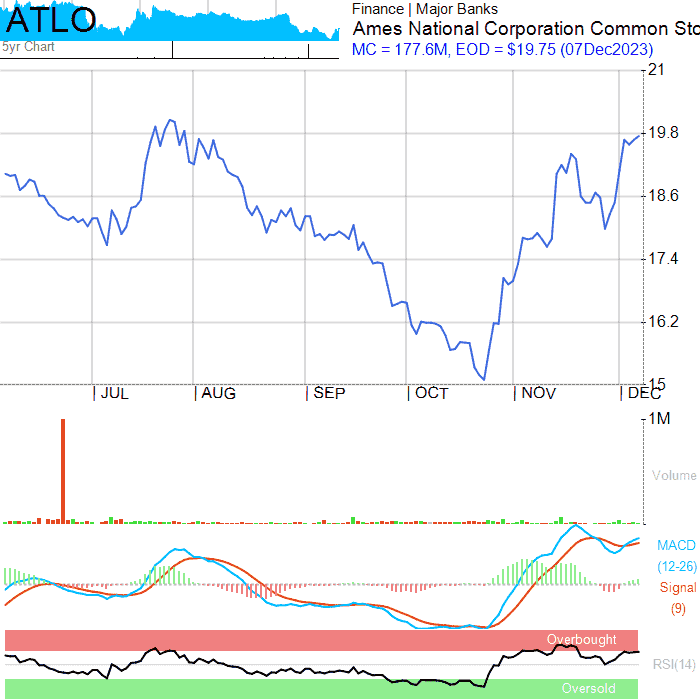 ATLO
5yr Chart
Finance | Major Banks
Ames National Corporation Common Sto
MC = 177.6M, EOD = $19.75 (07Dec2023)
21
19.8
18.6
17.4
16.2
15
JUL AUG SEP OCT NOV DEC
1M
Volume
MACD
(12-26)
Signal
(9)
Overbought
RSI(14)
Oversold